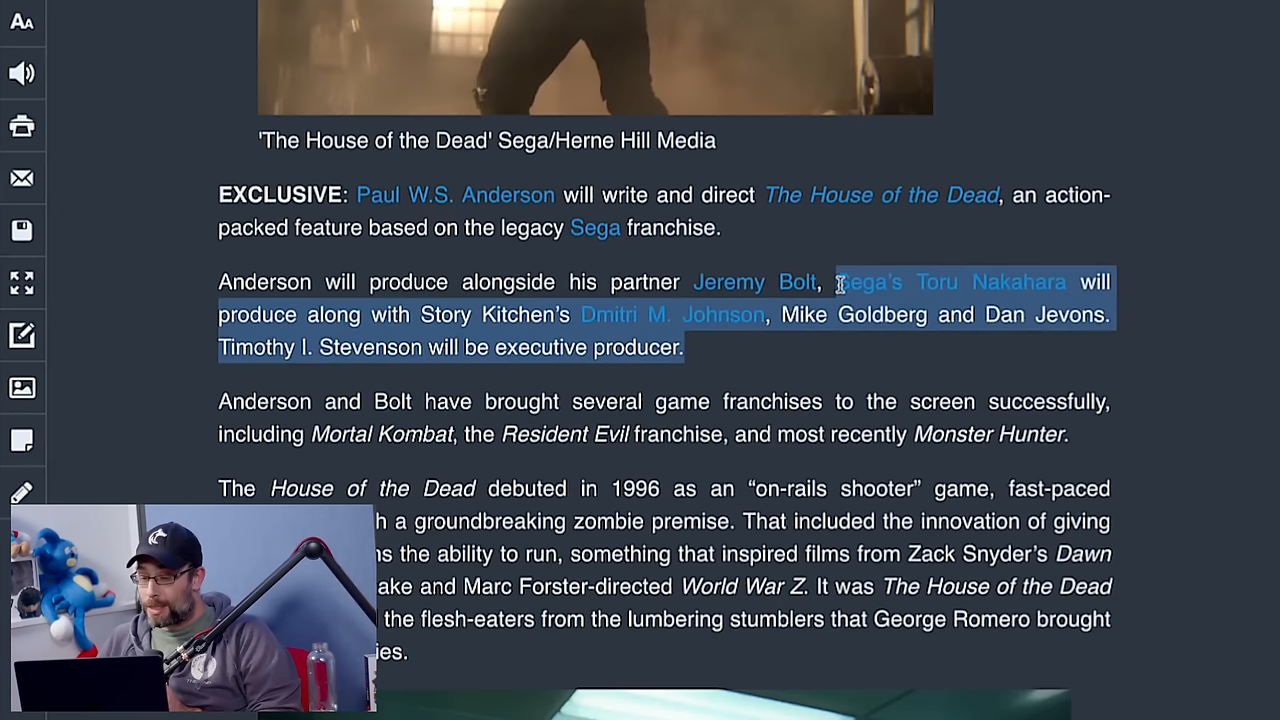 AA
'The House of the Dead' Sega/Herne Hill Media
EXCLUSIVE: Paul W.S. Anderson will write and direct The House of the Dead, an action-
packed feature based on the legacy Sega franchise.
Anderson will produce alongside his partner Jeremy Bolt, Sega's Toru Nakahara will
produce along with Story Kitchen's Dmitri M. Johnson, Mike Goldberg and Dan Jevons.
Timothy I. Stevenson will be executive producer.
Anderson and Bolt have brought several game franchises to the screen successfully,
including Mortal Kombat, the Resident Evil franchise, and most recently Monster Hunter.
The House of the Dead debuted in 1996 as an “on-rails shooter” game, fast-paced
h a groundbreaking zombie premise. That included the innovation of giving
ns the ability to run, something that inspired films from Zack Snyder's Dawn
ake and Marc Forster-directed World War Z. It was The House of the Dead
the flesh-eaters from the lumbering stumblers that George Romero brought
ies.